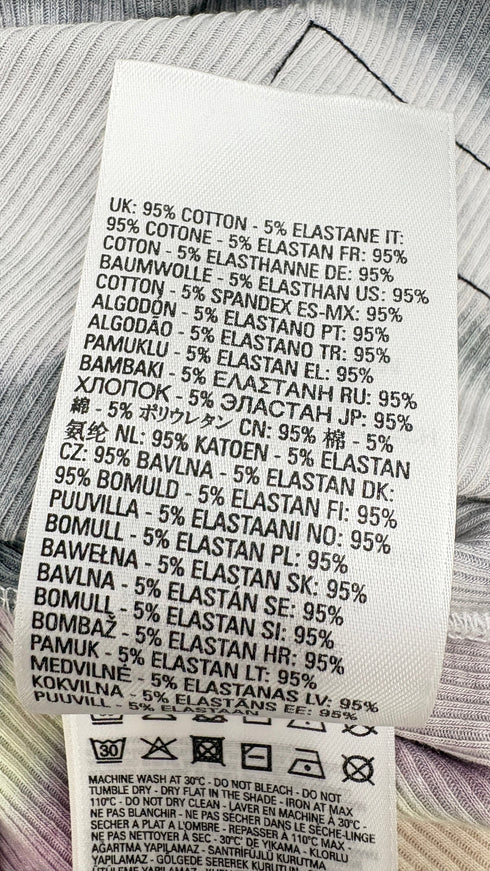 UK: 95% COTTON - 5% ELASTANE IT:
95% COTONE - 5% ELASTAN FR: 95%
COTON - 5% ELASTHANNE DE: 95%
BAUMWOLLE - 5% ELASTHAN US: 95%
COTTON - 5% SPANDEX ES-MX: 95%
ALGODÓN - 5% ELASTANO PT: 95%
ALGODÃO - 5% ELASTANO TR: 95%
PAMUKLU - 5% ELASTAN EL: 95%
BAMBAKI - 5% ΕΛΑΣΤΑΝΗ RU: 95%
ХЛОПОК - 5% ЭЛАСТАН JP: 95%
綿 - 5% ポリウレタン CN: 95% 棉 - 5%
氨纶 NL: 95% KATOEN - 5% ELASTAN
CZ: 95% BAVLNA - 5% ELASTAN DK:
95% BOMULD - 5% ELASTAN FI: 95%
PUUVILLA - 5% ELASTAANI NO: 95%
BOMULL - 5% ELASTAN PL: 95%
BAWEŁNA - 5% ELASTAN SK: 95%
BAVLNA - 5% ELASTÁN SE: 95%
BOMULL - 5% ELASTAN SI: 95%
BOMBAŽ - 5% ELASTAN HR: 95%
PAMUK - 5% ELASTAN LT: 95%
MEDVILNĖ - 5% ELASTANAS LV: 95%
KOKVILNA - 5% ELASTĀNS EE: 95%
PUUVILL - 5% ELASTAAN
30
MACHINE WASH AT 30°C - DO NOT BLEACH - DO NOT
TUMBLE DRY - DRY FLAT IN THE SHADE - IRON AT MAX
110°C - DO NOT DRY CLEAN - LAVER EN MACHINE À 30°C -
NE PAS BLANCHIR - NE PAS SÉCHER DANS LE SÈCHE-LINGE
SÉCHER À PLAT À L'OMBRE - REPASSER À 110°C MAX -
NE PAS NETTOYER À SEC - 30°C DE YIKAMA - KLORLU
AĞARTMA YAPILAMAZ - SANTRİFÜJLÜ KURUTMA
YAPILAMAZ - GÖLGEDE SEREREK KURUTUN -